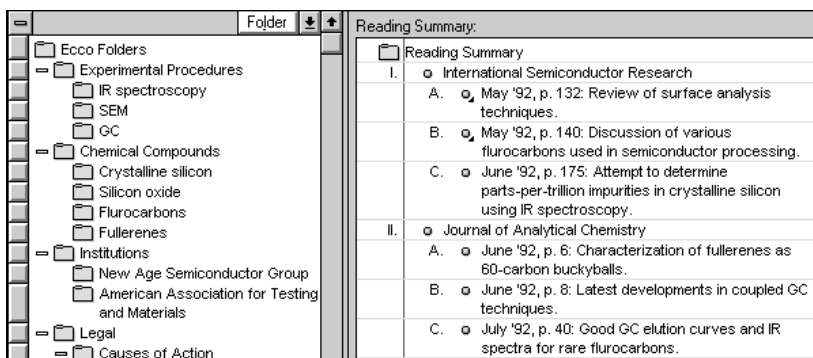 Folder
Ecco Folders
Experimental Procedures
IR spectroscopy
SEM
GC
Chemical Compounds
Crystalline silicon
Silicon oxide
Flurocarbons
Fullerenes
Institutions
New Age Semiconductor Group
American Association for Testing
and Materials
Legal
Causes of Action
Reading Summary:
Reading Summary
I. International Semiconductor Research
A. May '92, p. 132: Review of surface analysis
techniques.
B. May '92, p. 140: Discussion of various
flurocarbons used in semiconductor processing.
C. June '92, p. 175: Attempt to determine
parts-per-trillion impurities in crystalline silicon
using IR spectroscopy.
II. Journal of Analytical Chemistry
A. June '92, p. 6: Characterization of fullerenes as
60-carbon buckyballs.
B. June '92, p. 8: Latest developments in coupled GC
techniques.
C. July '92, p. 40: Good GC elution curves and IR
spectra for rare flurocarbons.